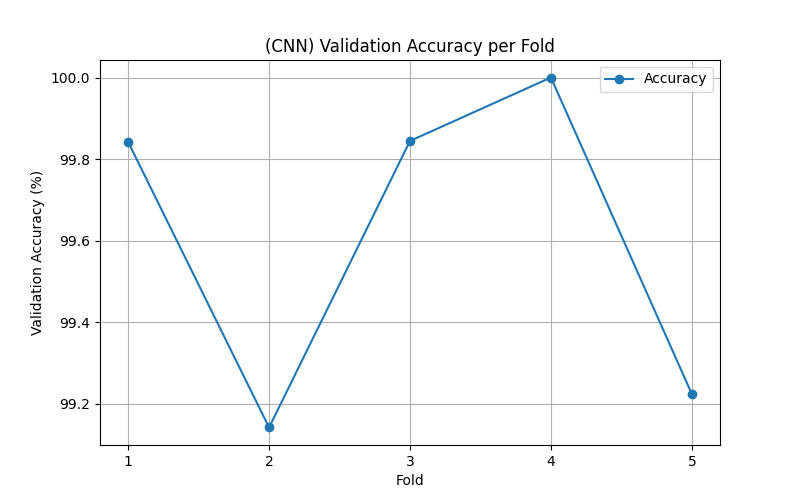 (CNN) Validation Accuracy per Fold
Accuracy
Validation Accuracy (%)
100.0
99.8
99.6
99.4
99.2
1 2 3 4 5
Fold